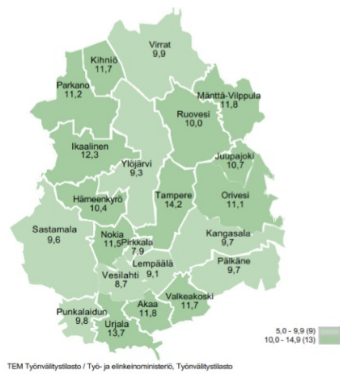 Virrat
9,9
Kihniö
11,7
Parkano
11,2
Mänttä-Vilppula
11,8
Ruovesi
10,0
Ikaalinen
12,3
Ylöjärvi
9,3
Juupajoki
10,7
Hämeenkyrö
10,4
Tampere
14,2
Orivesi
11,1
Sastamala
9,6
Nokia
11,5
Pirkkala
7,9
Kangasala
9,7
Lempäälä
9,1
Vesilahti
8,7
Pälkäne
9,7
Punkalaidun
9,8
Urjala
13,7
Akaa
11,8
Valkeakoski
11,7
5,0 - 9,9 (9)
10,0 - 14,9 (13)
TEM Työnvälitystilasto / Työ- ja elinkeinoministeriö, Työnvälitystilasto